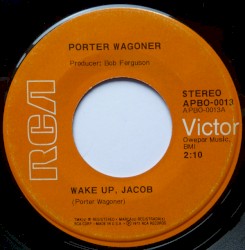 PORTER WAGONER
Producer: Bob Ferguson
STEREO
APBO-0013
APBO-0013A
RCA
Victor
(Owepar Music,
BMI
2:10
WAKE UP, JACOB
(Porter Wagoner)